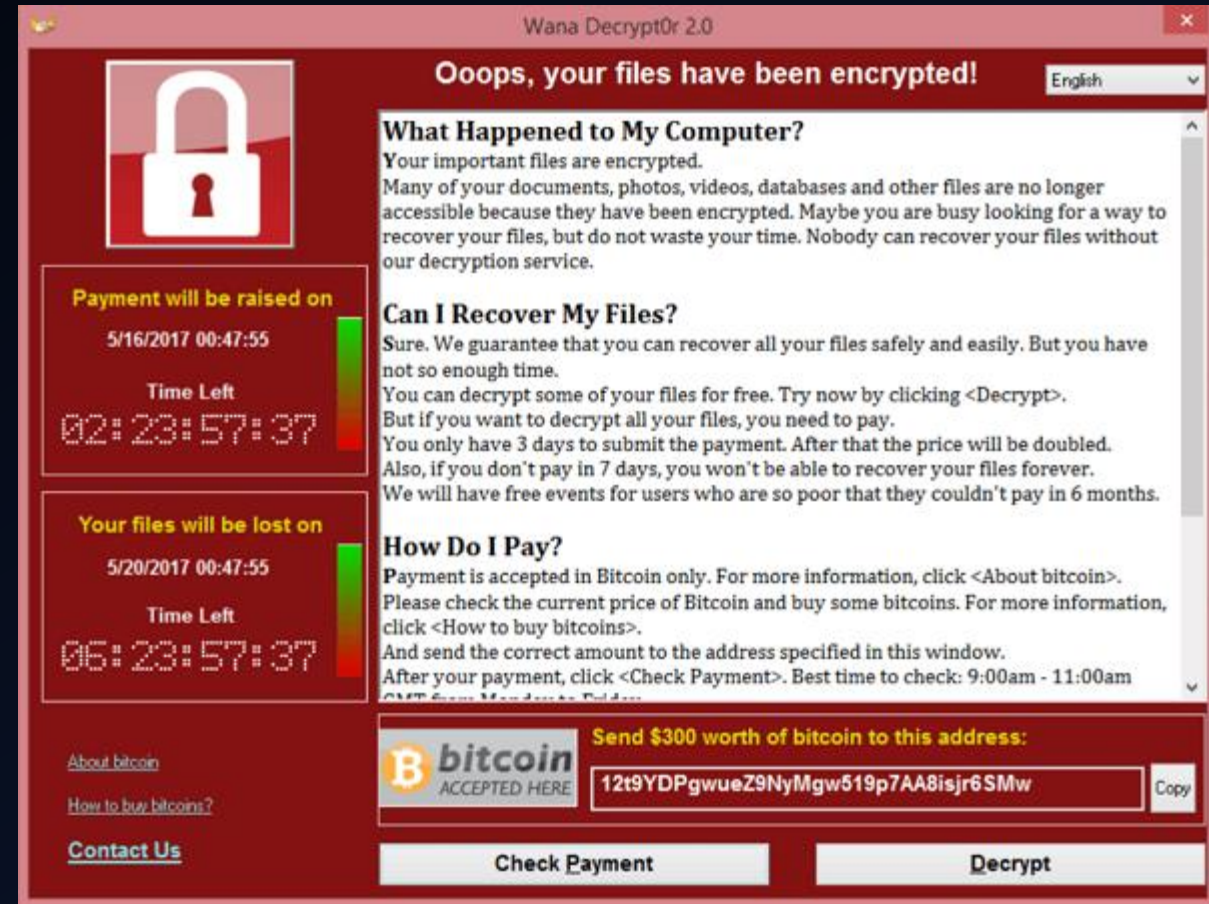 Wana Decrypt0r 2.0
Ooops, your files have been encrypted!
English
Payment will be raised on
5/16/2017 00:47:55
Time Left
02:23:57:37
Your files will be lost on
5/20/2017 00:47:55
Time Left
06:23:57:37
About bitcoin
How to buy bitcoins?
Contact Us
What Happened to My Computer?
Your important files are encrypted.
Many of your documents, photos, videos, databases and other files are no longer
accessible because they have been encrypted. Maybe you are busy looking for a way to
recover your files, but do not waste your time. Nobody can recover your files without
our decryption service.
Can I Recover My Files?
Sure. We guarantee that you can recover all your files safely and easily. But you have
not so enough time.
You can decrypt some of your files for free. Try now by clicking <Decrypt>.
But if you want to decrypt all your files, you need to pay.
You only have 3 days to submit the payment. After that the price will be doubled.
Also, if you don't pay in 7 days, you won't be able to recover your files forever.
We will have free events for users who are so poor that they couldn't pay in 6 months.
How Do I Pay?
Payment is accepted in Bitcoin only. For more information, click <About bitcoin>.
Please check the current price of Bitcoin and buy some bitcoins. For more information,
click <How to buy bitcoins>.
And send the correct amount to the address specified in this window.
After your payment, click <Check Payment>. Best time to check: 9:00am - 11:00am
GMT from Monday to Friday
bitcoin
ACCEPTED HERE
Send $300 worth of bitcoin to this address:
12t9YDPgwueZ9NyMgw519p7AA8isjr6SMw
Copy
Check Payment
Decrypt